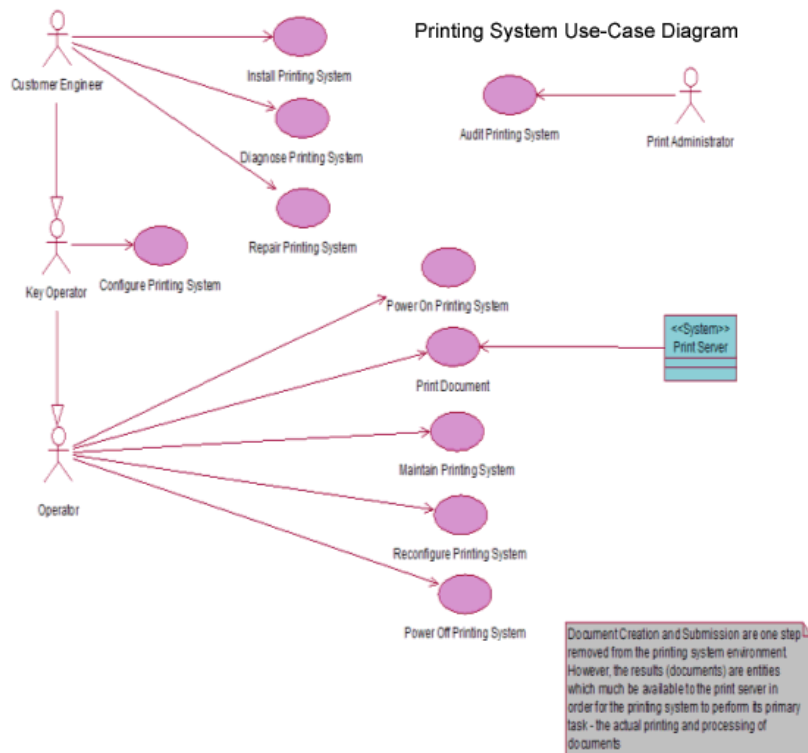 Printing System Use-Case Diagram
Customer Engineer
Install Printing System
Audit Printing System
Print Administrator
Diagnose Printing System
Repair Printing System
Key Operator
Configure Printing System
Power On Printing System
<<System>>
Print Server
Print Document
Maintain Printing System
Operator
Reconfigure Printing System
Power Off Printing System
Document Creation and Submission are one step
removed from the printing system environment.
However, the results (documents) are entities
which much be available to the print server in
order for the printing system to perform its primary
task - the actual printing and processing of
documents